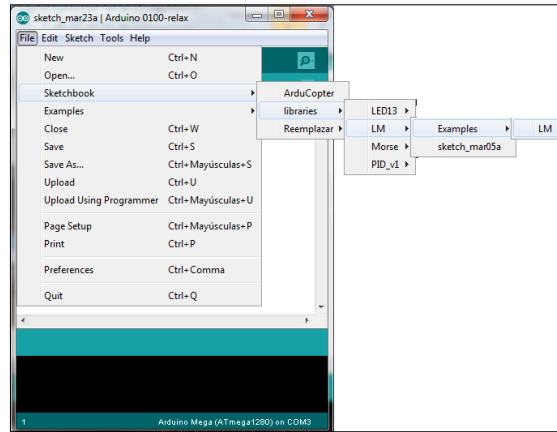 sketch_mar23a | Arduino 0100-relax
File Edit Sketch Tools Help
New Ctrl+N
Open... Ctrl+O
Sketchbook
Examples
Close Ctrl+W
Save Ctrl+S
Save As... Ctrl+Mayúsculas+S
Upload Ctrl+U
Upload Using Programmer Ctrl+Mayúsculas+U
Page Setup Ctrl+Mayúsculas+P
Print Ctrl+P
Preferences Ctrl+Comma
Quit Ctrl+Q
ArduCopter
libraries
Reemplazar
LED13
LM
Morse
PID_v1
Examples
sketch_mar05a
LM
1 Arduino Mega (ATmega1280) on COM3